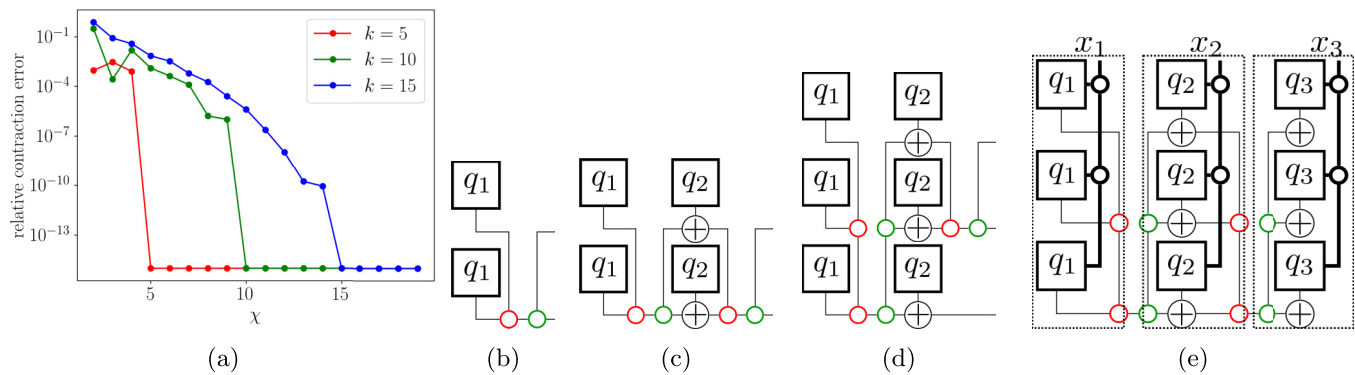 relative contraction error
10⁻¹
10⁻⁴
10⁻⁷
10⁻¹⁰
10⁻¹³
k = 5
k = 10
k = 15
5 10 15
χ
(a)
q₁
q₁
(b)
q₁ q₂
q₁ q₂
(c)
q₁ q₂
q₁ q₂
q₁ q₂
(d)
x₁ x₂ x₃
q₁ q₂ q₃
q₁ q₂ q₃
q₁ q₂ q₃
(e)